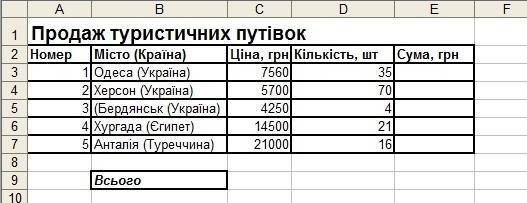 A B C D E F
1 Продаж туристичних путівок
2 Номер Місто (Країна) Ціна, грн Кількість, шт Сума, грн
3 1 Одеса (Україна) 7560 35
4 2 Херсон (Україна) 5700 70
5 3 (Бердянськ (Україна) 4250 4
6 4 Хургада (Єгипет) 14500 21
7 5 Анталія (Туреччина) 21000 16
8
9 Всього
10